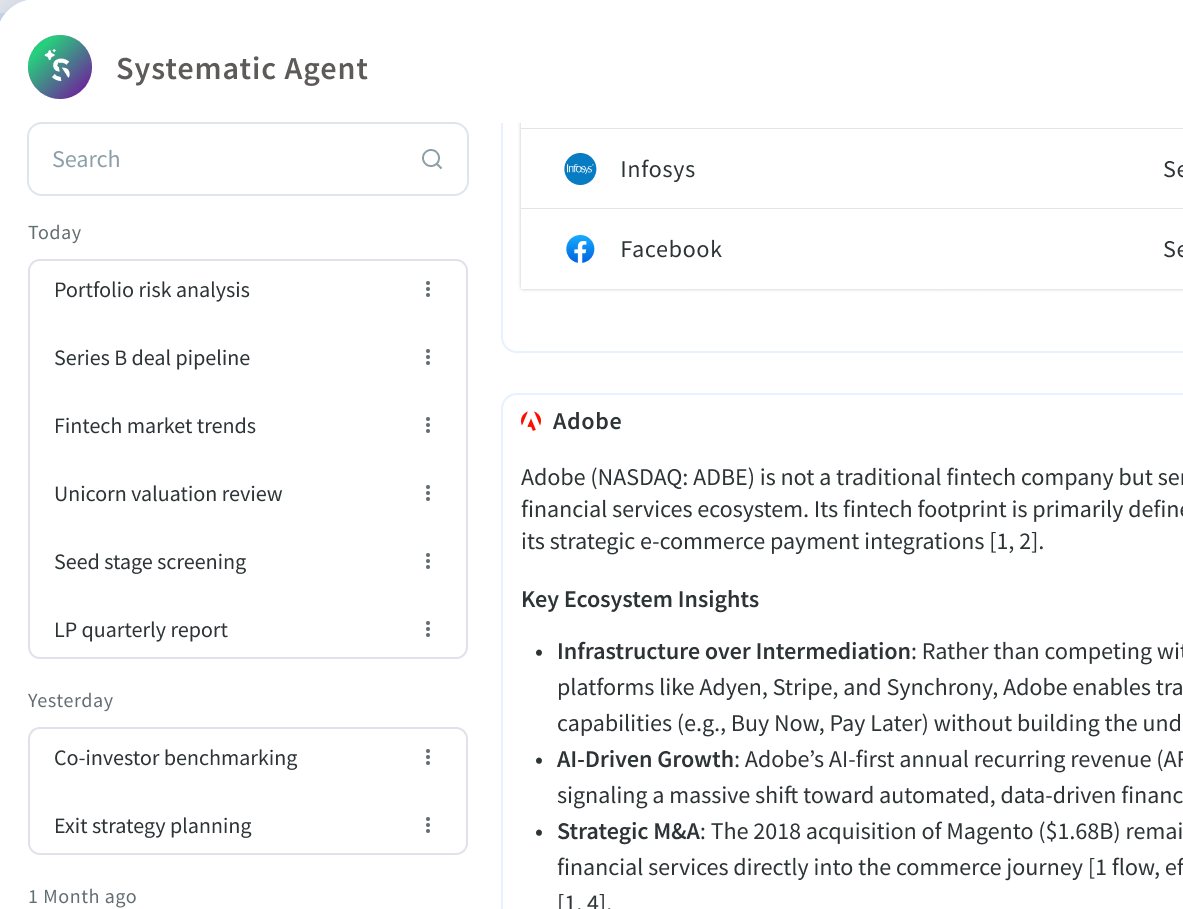 Systematic Agent
Search
Today
Portfolio risk analysis
Series B deal pipeline
Fintech market trends
Unicorn valuation review
Seed stage screening
LP quarterly report
Yesterday
Co-investor benchmarking
Exit strategy planning
1 Month ago
Infosys
Infosys
Se
Facebook
Se
Adobe
Adobe (NASDAQ: ADBE) is not a traditional fintech company but ser
financial services ecosystem. Its fintech footprint is primarily define
its strategic e-commerce payment integrations [1, 2].
Key Ecosystem Insights
• Infrastructure over Intermediation: Rather than competing wit
platforms like Adyen, Stripe, and Synchrony, Adobe enables tra
capabilities (e.g., Buy Now, Pay Later) without building the und
• AI-Driven Growth: Adobe’s AI-first annual recurring revenue (AR
signaling a massive shift toward automated, data-driven financ
• Strategic M&A: The 2018 acquisition of Magento ($1.68B) remai
financial services directly into the commerce journey [1 flow, ef
[1, 4].